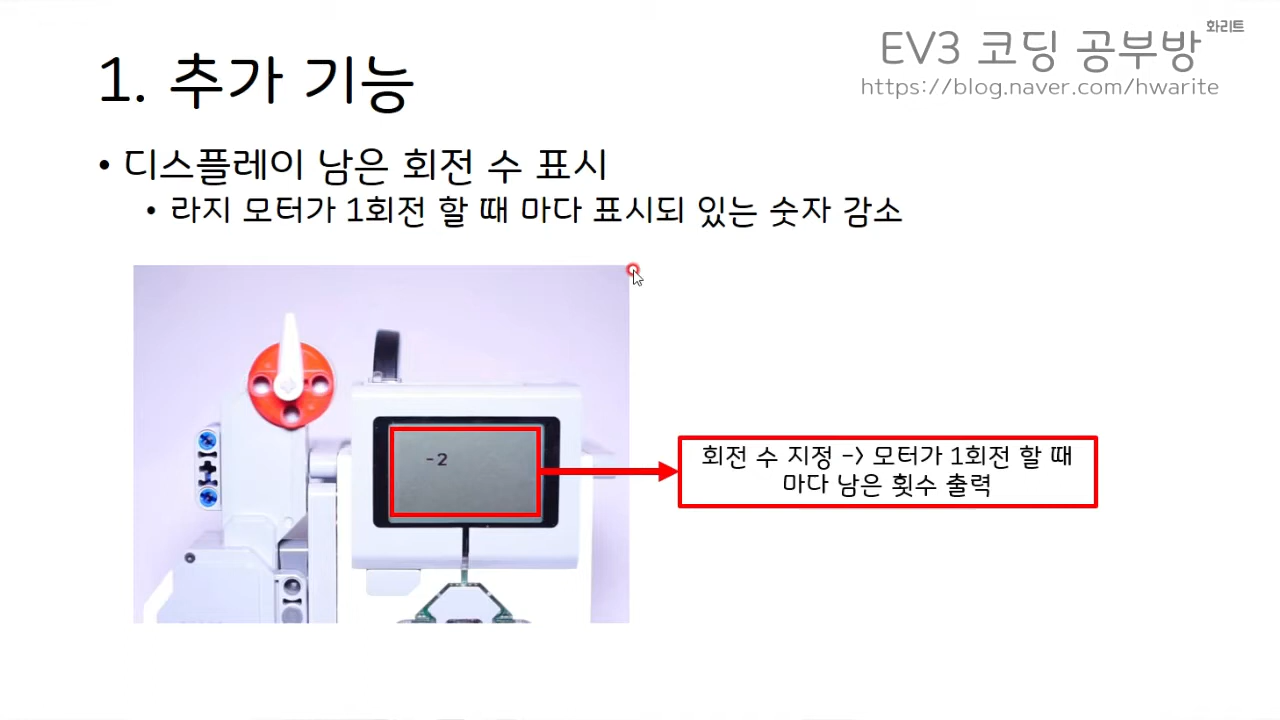 화리트
EV3 코딩 공부방
https://blog.naver.com/hwarite
1. 추가 기능
• 디스플레이 남은 회전 수 표시
• 라지 모터가 1회전 할 때 마다 표시되 있는 숫자 감소
-2
회전 수 지정 -> 모터가 1회전 할 때
마다 남은 횟수 출력